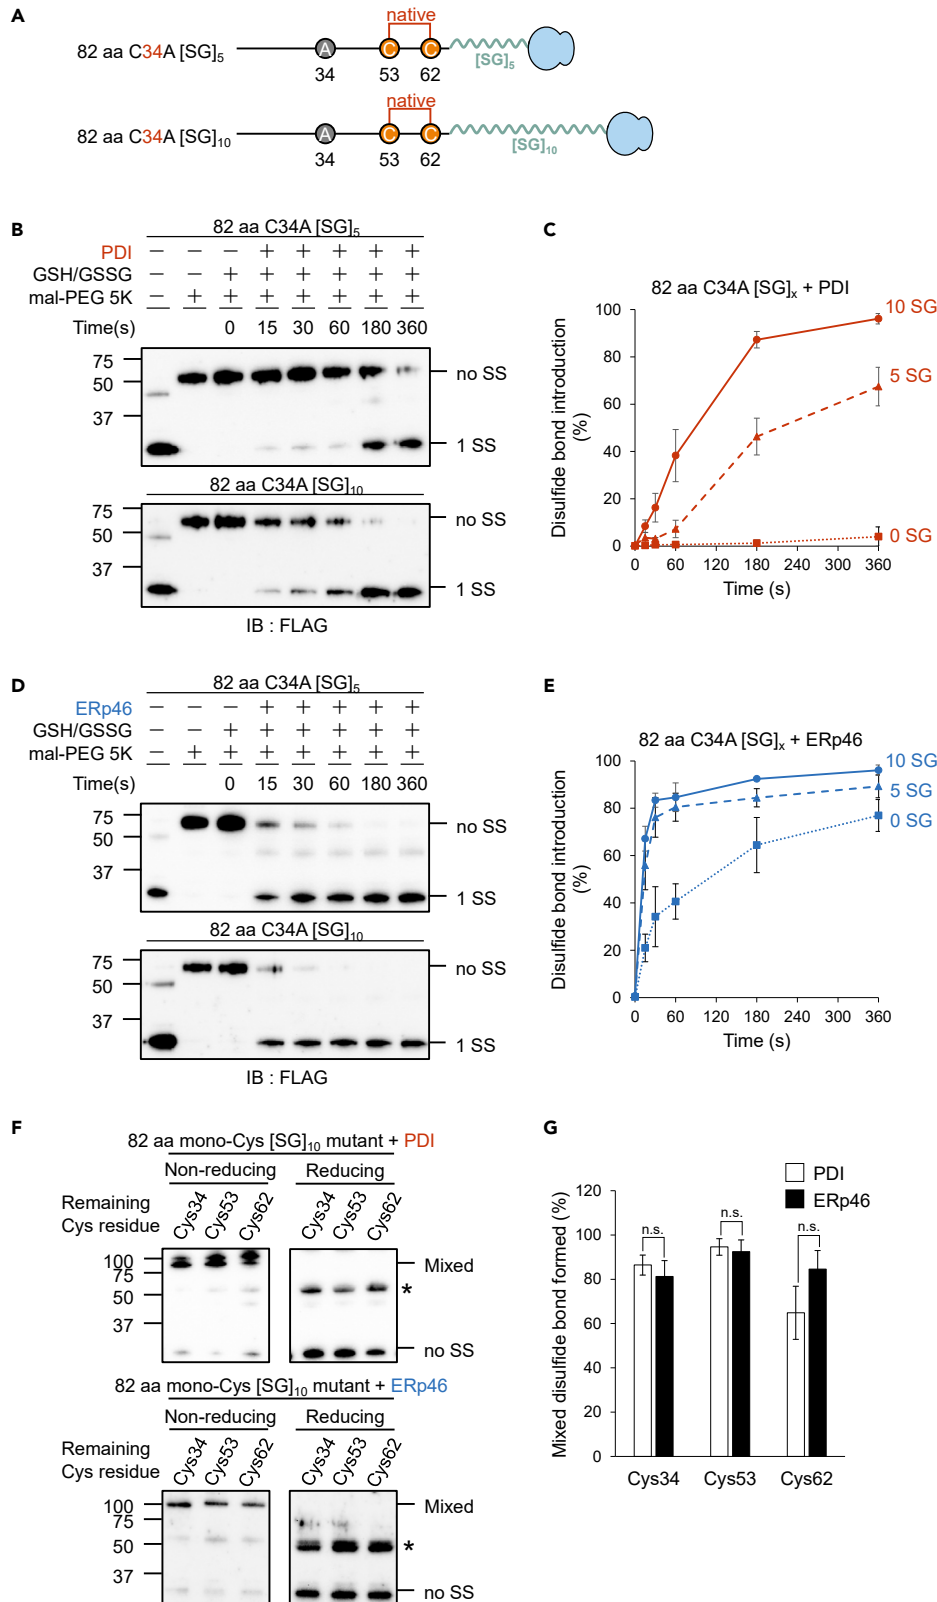 A
native
82 aa C34A [SG]5
A C C
[SG]5
34 53 62
native
82 aa C34A [SG]10
A C C
[SG]10
34 53 62
B
82 aa C34A [SG]5
PDI − − − + + + + +
GSH/GSSG − − + + + + + +
mal-PEG 5K − + + + + + + +
Time(s) 0 15 30 60 180 360
75
50
37
no SS
1 SS
82 aa C34A [SG]10
75
50
37
no SS
1 SS
IB : FLAG
C
82 aa C34A [SG]x + PDI
Disulfide bond introduction
(%)
100
80
60
40
20
0
10 SG
5 SG
0 SG
0 60 120 180 240 300 360
Time (s)
D
82 aa C34A [SG]5
ERp46 − − − + + + + +
GSH/GSSG − − + + + + + +
mal-PEG 5K − + + + + + + +
Time(s) 0 15 30 60 180 360
75
50
37
no SS
1 SS
82 aa C34A [SG]10
75
50
37
no SS
1 SS
IB : FLAG
E
82 aa C34A [SG]x + ERp46
Disulfide bond introduction
(%)
100
80
60
40
20
0
10 SG
5 SG
0 SG
0 60 120 180 240 300 360
Time (s)
F
82 aa mono-Cys [SG]10 mutant + PDI
Non-reducing Reducing
Remaining
Cys residue
Cys34 Cys53 Cys62 Cys34 Cys53 Cys62
100
75
50
37
Mixed
*
no SS
82 aa mono-Cys [SG]10 mutant + ERp46
Non-reducing Reducing
Remaining
Cys residue
Cys34 Cys53 Cys62 Cys34 Cys53 Cys62
100
75
50
37
Mixed
*
no SS
G
PDI
ERp46
Mixed disulfide bond formed (%)
120
100
80
60
40
20
0
n.s. n.s. n.s.
Cys34 Cys53 Cys62